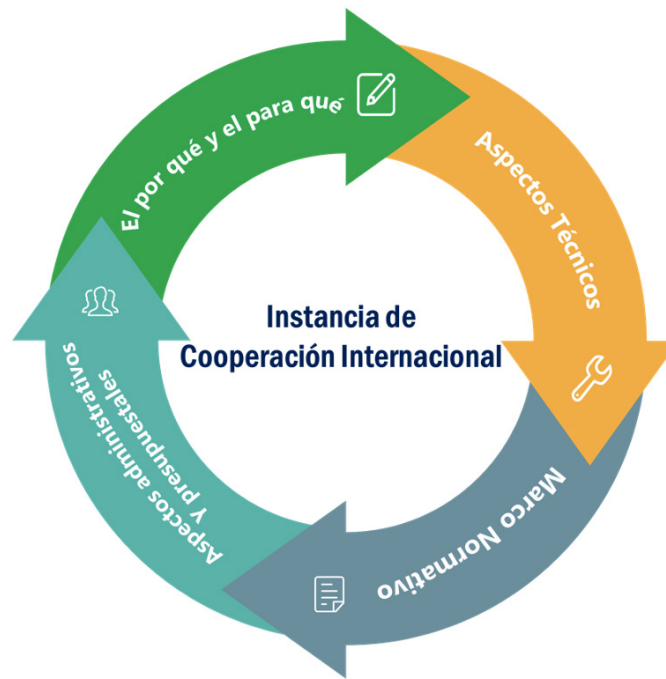 El por qué y el para qué
Aspectos Técnicos
Instancia de
Cooperación Internacional
Marco Normativo
Aspectos administrativos
Y presupuestales